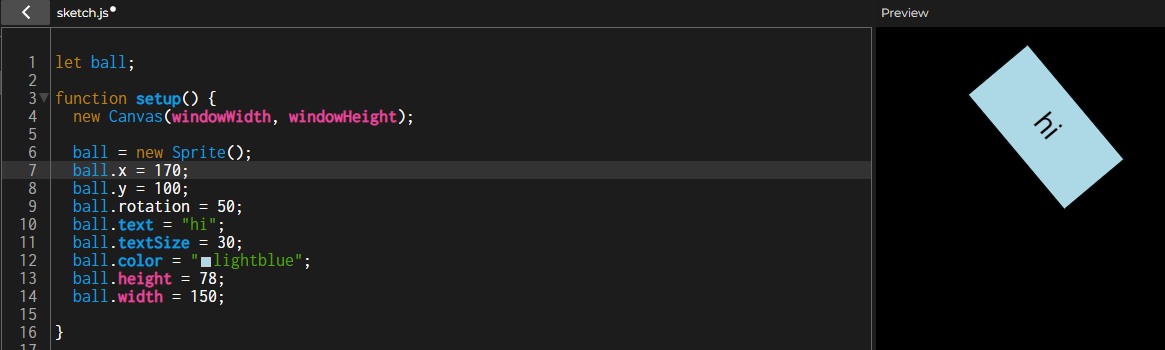 sketch.js
Preview
1 let ball;
2
3 function setup() {
4 new Canvas(windowWidth, windowHeight);
5
6 ball = new Sprite();
7 ball.x = 170;
8 ball.y = 100;
9 ball.rotation = 50;
10 ball.text = "hi";
11 ball.textSize = 30;
12 ball.color = "lightblue";
13 ball.height = 78;
14 ball.width = 150;
15
16 }
17
hi